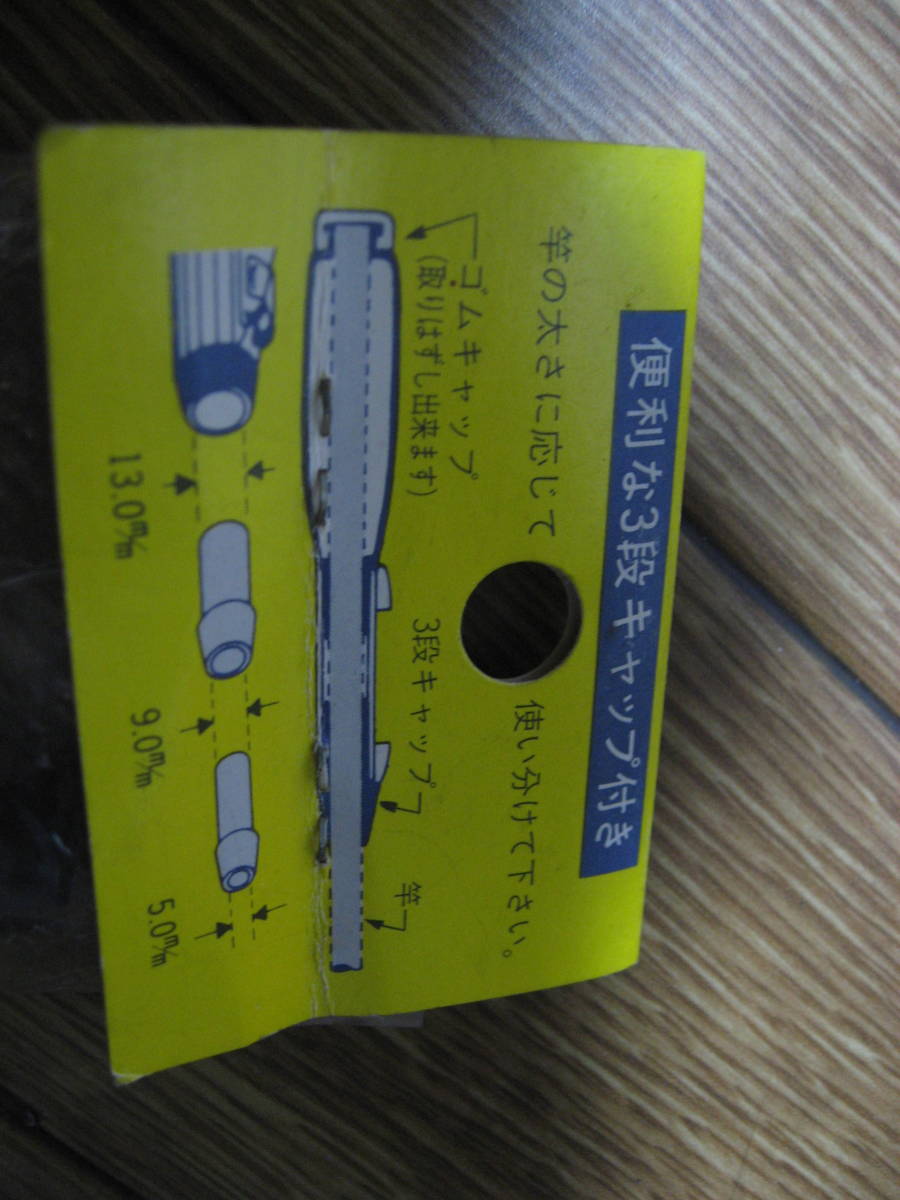 便利な3段キャップ付き
竿の太さに応じて 使い分けて下さい。
ゴムキャップ
(取りはずし出来ます)
3段キャップ
竿
13.0m/m
9.0m/m
5.0m/m